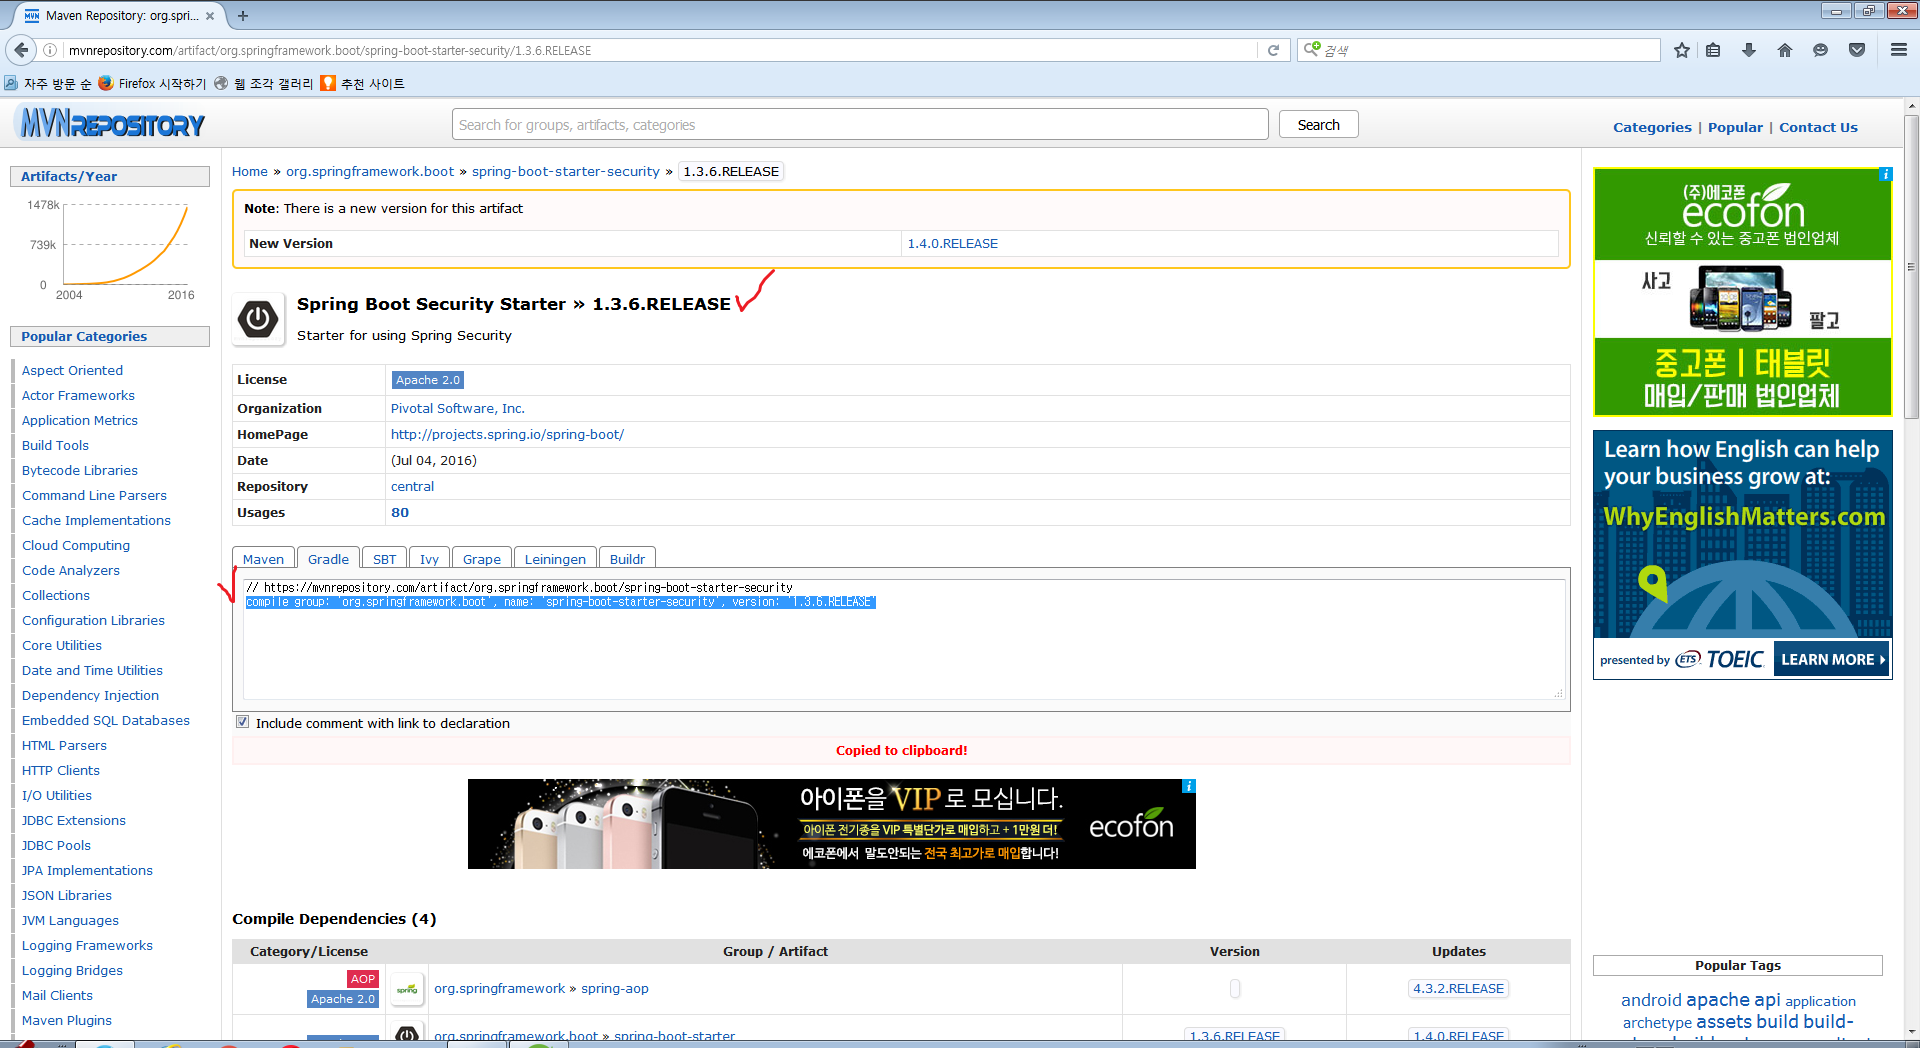 Maven Repository: org.spri...
mvnrepository.com/artifact/org.springframework.boot/spring-boot-starter-security/1.3.6.RELEASE
검색
자주 방문 순
Firefox 시작하기
웹 조각 갤러리
추천 사이트
MVNREPOSITORY
Search for groups, artifacts, categories
Search
Categories | Popular | Contact Us
Artifacts/Year
1478k
739k
0
2004
2016
Popular Categories
Aspect Oriented
Actor Frameworks
Application Metrics
Build Tools
Bytecode Libraries
Command Line Parsers
Cache Implementations
Cloud Computing
Code Analyzers
Collections
Configuration Libraries
Core Utilities
Date and Time Utilities
Dependency Injection
Embedded SQL Databases
HTML Parsers
HTTP Clients
I/O Utilities
JDBC Extensions
JDBC Pools
JPA Implementations
JSON Libraries
JVM Languages
Logging Frameworks
Logging Bridges
Mail Clients
Maven Plugins
Home » org.springframework.boot » spring-boot-starter-security » 1.3.6.RELEASE
Note: There is a new version for this artifact
New Version 1.4.0.RELEASE
Spring Boot Security Starter » 1.3.6.RELEASE
Starter for using Spring Security
License Apache 2.0
Organization Pivotal Software, Inc.
HomePage http://projects.spring.io/spring-boot/
Date (Jul 04, 2016)
Repository central
Usages 80
Maven Gradle SBT Ivy Grape Leiningen Buildr
// https://mvnrepository.com/artifact/org.springframework.boot/spring-boot-starter-security
compile group: 'org.springframework.boot', name: 'spring-boot-starter-security', version: '1.3.6.RELEASE'
Include comment with link to declaration
Copied to clipboard!
아이폰을 VIP로 모십니다.
아이폰 전기종을 VIP 특별단가로 매입하고 + 1만원 더!
에코폰에서 말도안되는 전국 최고가로 매입합니다!
ecofon
Compile Dependencies (4)
Category/License Group / Artifact Version Updates
AOP
Apache 2.0
spring
org.springframework » spring-aop
4.3.2.RELEASE
org.springframework.boot » spring-boot-starter
1.3.6.RELEASE
1.4.0.RELEASE
(주)에코폰
ecofon
신뢰할 수 있는 중고폰 법인업체
사고
팔고
중고폰 | 태블릿
매입/판매 법인업체
Learn how English can help
your business grow at:
WhyEnglishMatters.com
presented by ETS TOEIC
LEARN MORE
Popular Tags
android apache api application
archetype assets build build-